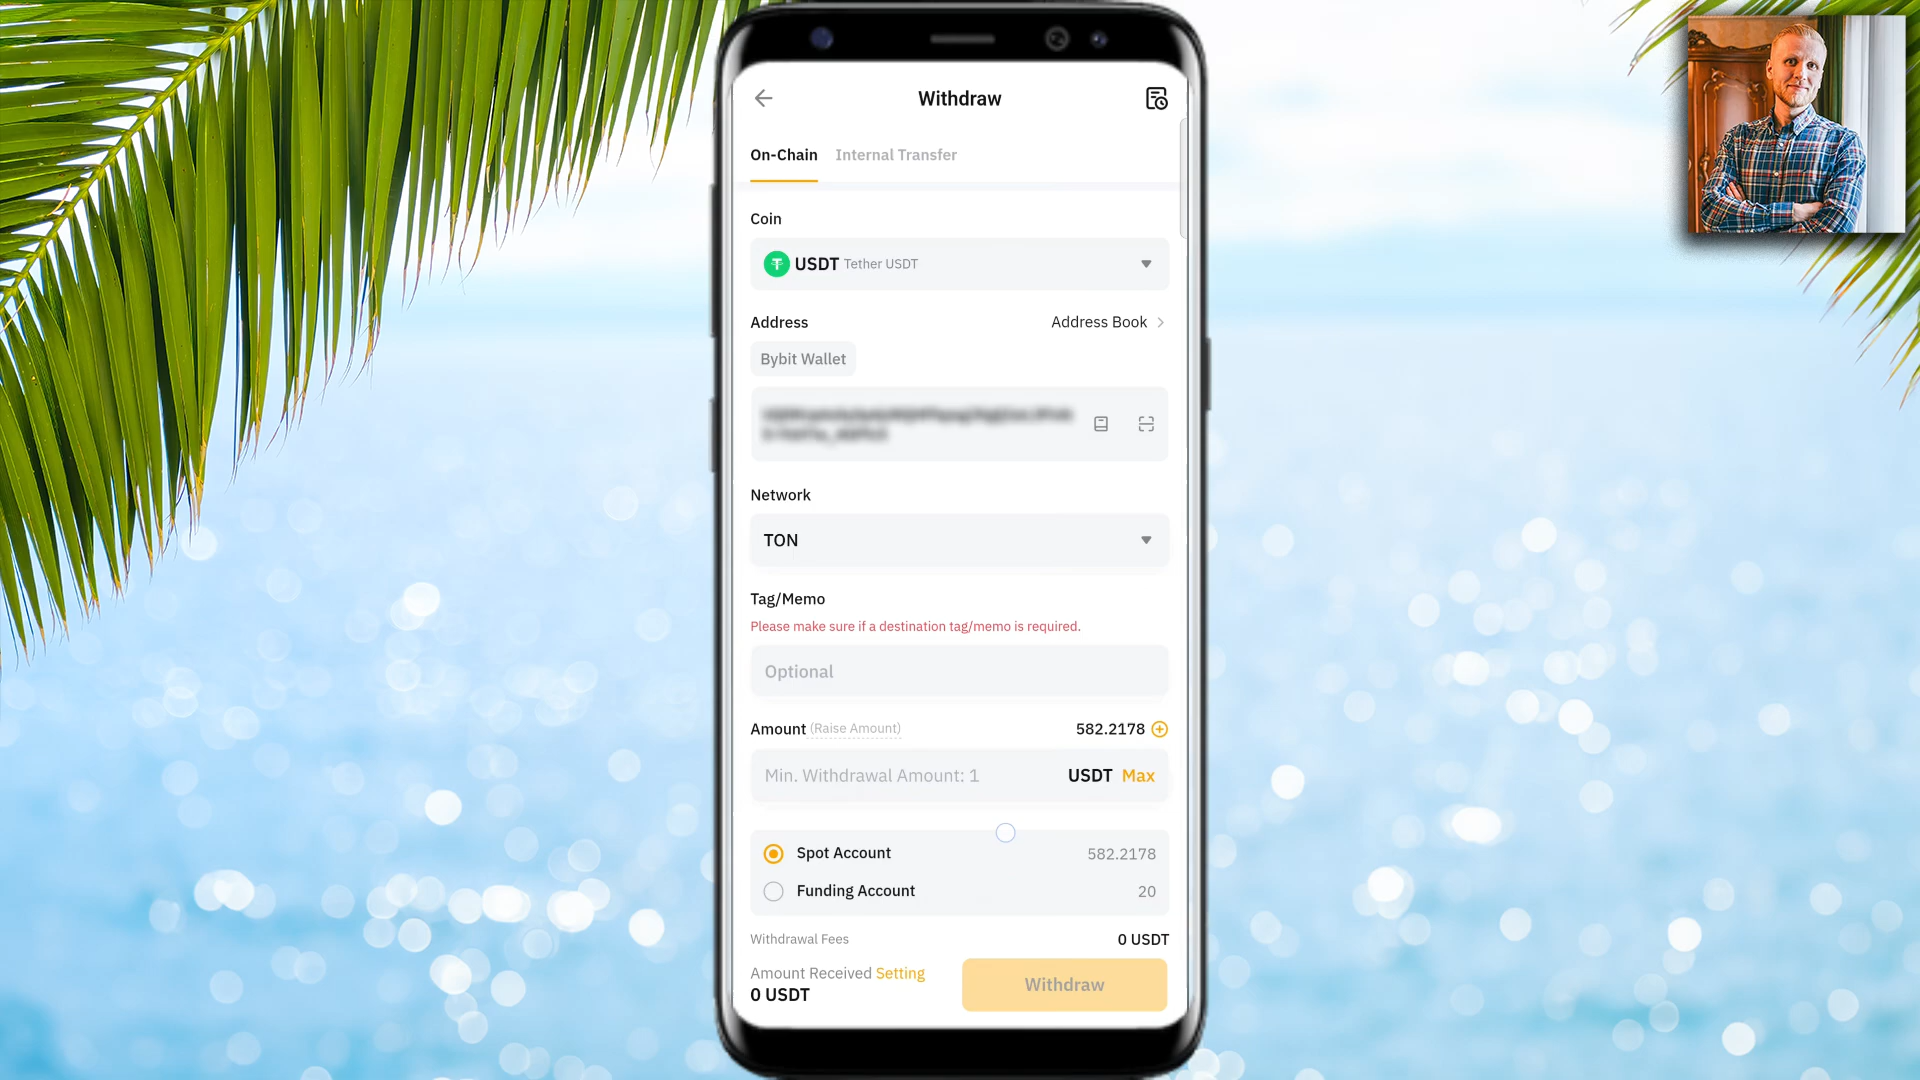 Withdraw
On-Chain Internal Transfer
Coin
USDT Tether USDT
Address Address Book
Bybit Wallet
Network
TON
Tag/Memo
Please make sure if a destination tag/memo is required.
Optional
Amount (Raise Amount) 582.2178
Min. Withdrawal Amount: 1 USDT Max
Spot Account 582.2178
Funding Account 20
Withdrawal Fees 0 USDT
Amount Received Setting
0 USDT
Withdraw